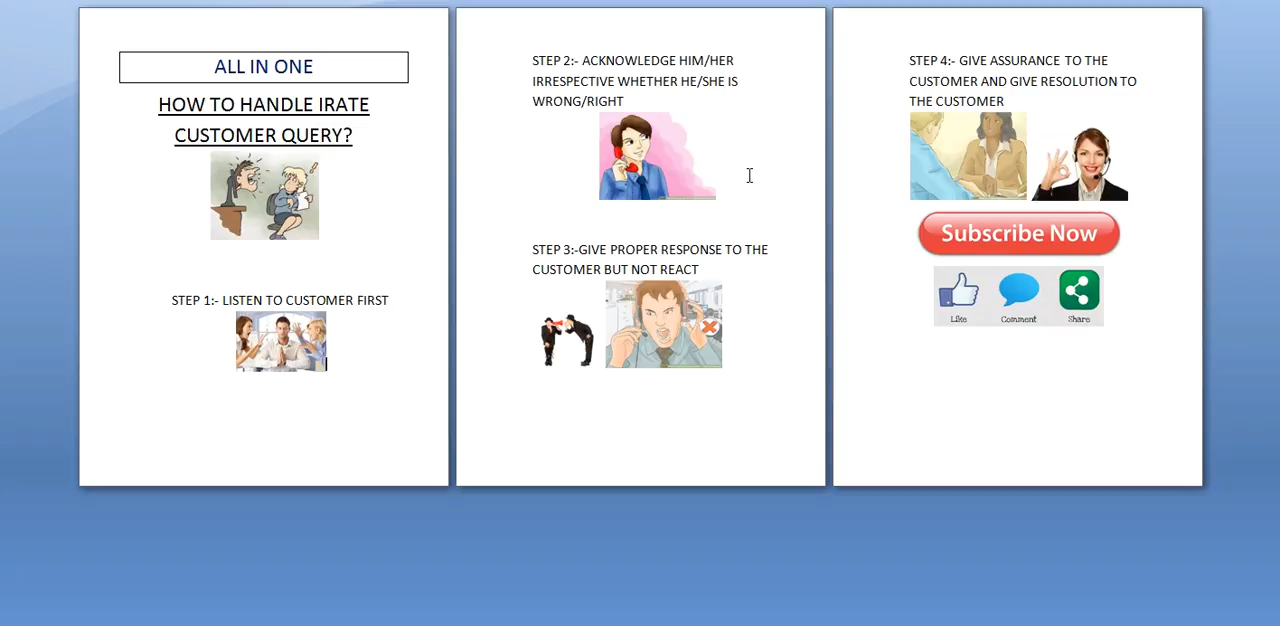 ALL IN ONE
HOW TO HANDLE IRATE
CUSTOMER QUERY?
STEP 1:- LISTEN TO CUSTOMER FIRST
STEP 2:- ACKNOWLEDGE HIM/HER
IRRESPECTIVE WHETHER HE/SHE IS
WRONG/RIGHT
STEP 3:-GIVE PROPER RESPONSE TO THE
CUSTOMER BUT NOT REACT
STEP 4:- GIVE ASSURANCE TO THE
CUSTOMER AND GIVE RESOLUTION TO
THE CUSTOMER
Subscribe Now
Like Comment Share